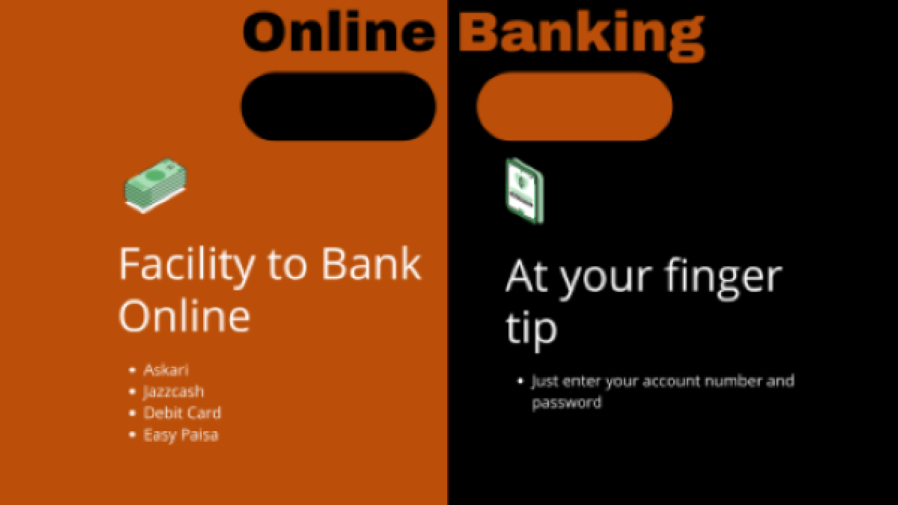 Online Banking
Facility to Bank
Online
Askari
Jazzcash
Debit Card
Easy Paisa
At your finger
tip
Just enter your account number and
password